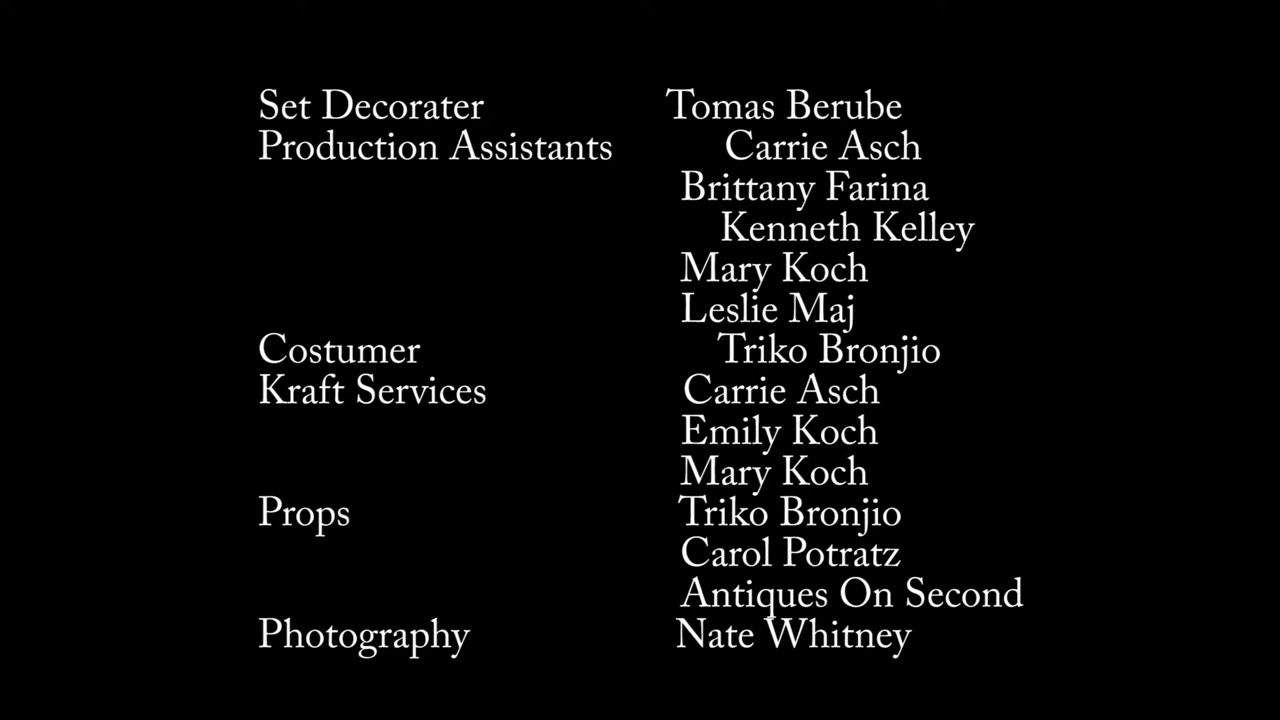 Set Decorater Tomas Berube
Production Assistants Carrie Asch
Brittany Farina
Kenneth Kelley
Mary Koch
Leslie Maj
Costumer Triko Bronjio
Kraft Services Carrie Asch
Emily Koch
Mary Koch
Props Triko Bronjio
Carol Potratz
Antiques On Second
Photography Nate Whitney